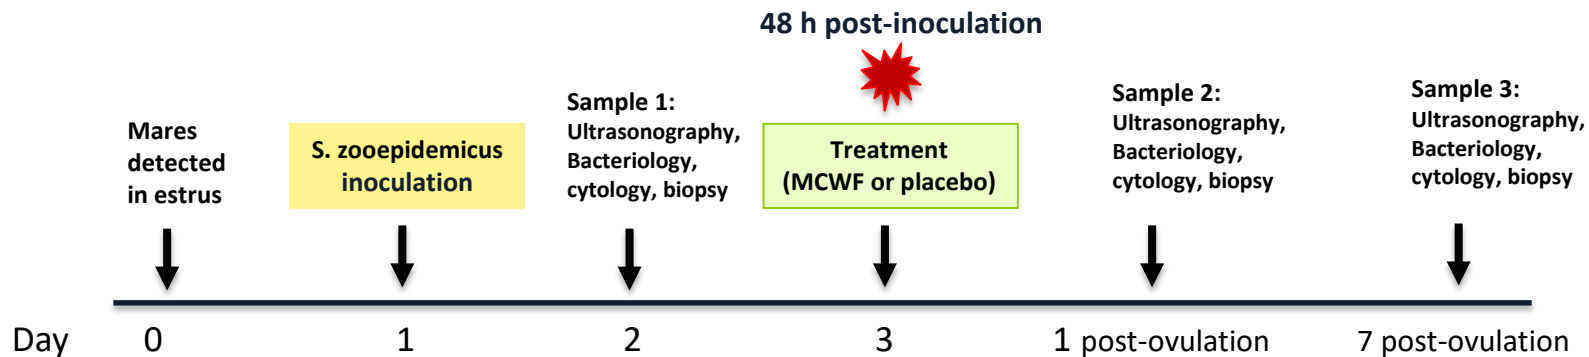 48 h post-inoculation
Mares
detected
in estrus
S. zooepidemicus
inoculation
Sample 1:
Ultrasonography,
Bacteriology,
cytology, biopsy
Treatment
(MCWF or placebo)
Sample 2:
Ultrasonography,
Bacteriology,
cytology, biopsy
Sample 3:
Ultrasonography,
Bacteriology,
cytology, biopsy
Day 0 1 2 3 1 post-ovulation 7 post-ovulation